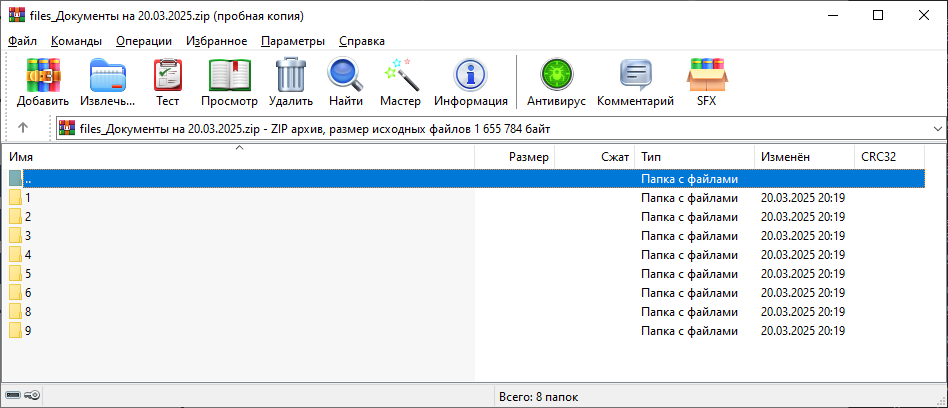 files_Документы на 20.03.2025.zip (пробная копия)
Файл Команды Операции Избранное Параметры Справка
Добавить Извлечь... Тест Просмотр Удалить Найти Мастер Информация Антивирус Комментарий SFX
files_Документы на 20.03.2025.zip - ZIP архив, размер исходных файлов 1 655 784 байт
Имя Размер Сжат Тип Изменён CRC32
.. Папка с файлами
1 Папка с файлами 20.03.2025 20:19
2 Папка с файлами 20.03.2025 20:19
3 Папка с файлами 20.03.2025 20:19
4 Папка с файлами 20.03.2025 20:19
5 Папка с файлами 20.03.2025 20:19
6 Папка с файлами 20.03.2025 20:19
8 Папка с файлами 20.03.2025 20:19
9 Папка с файлами 20.03.2025 20:19
Всего: 8 папок